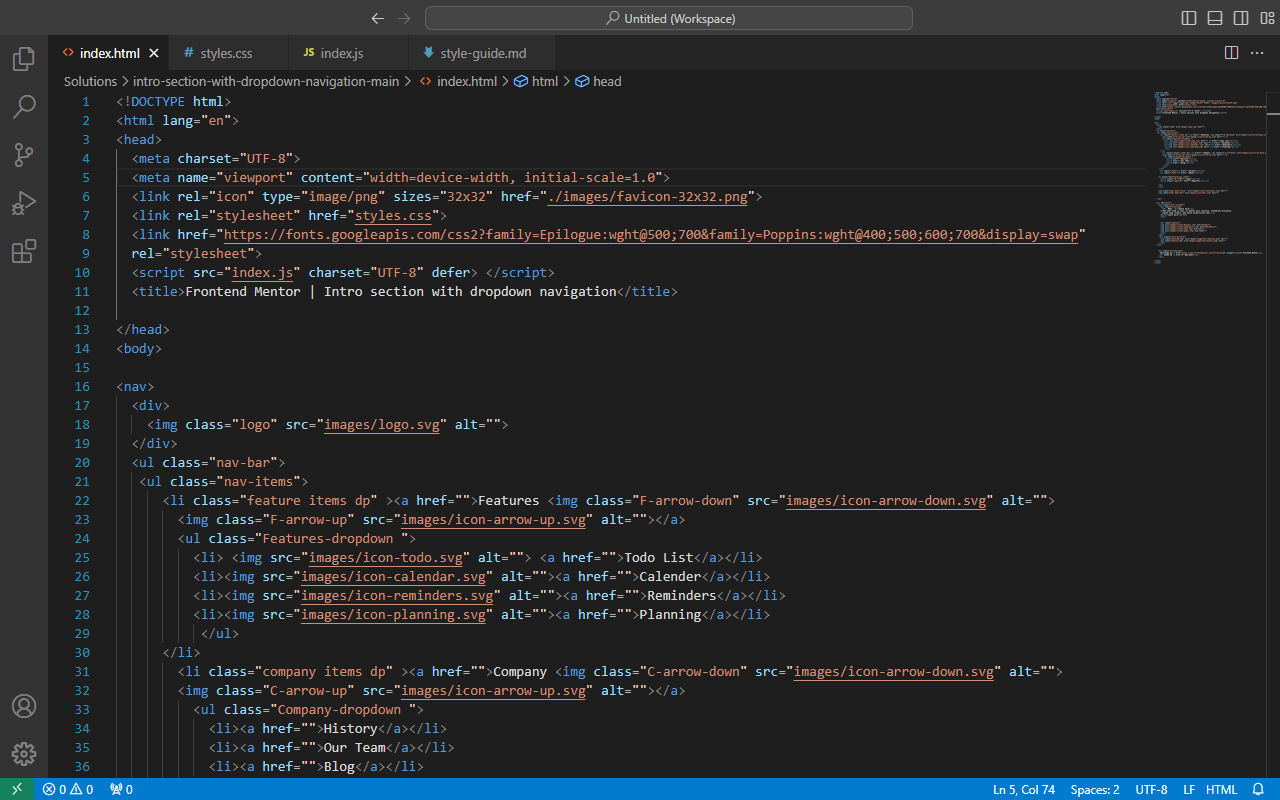 Untitled (Workspace)
index.html
styles.css
JS index.js
style-guide.md
Solutions > intro-section-with-dropdown-navigation-main > index.html > html > head
1 <!DOCTYPE html>
2 <html lang="en">
3 <head>
4 <meta charset="UTF-8">
5 <meta name="viewport" content="width=device-width, initial-scale=1.0">
6 <link rel="icon" type="image/png" sizes="32x32" href="./images/favicon-32x32.png">
7 <link rel="stylesheet" href="styles.css">
8 <link href="https://fonts.googleapis.com/css2?family=Epilogue:wght@500;700&family=Poppins:wght@400;500;600;700&display=swap"
9 rel="stylesheet">
10 <script src="index.js" charset="UTF-8" defer> </script>
11 <title>Frontend Mentor | Intro section with dropdown navigation</title>
12
13 </head>
14 <body>
15
16 <nav>
17 <div>
18 <img class="logo" src="images/logo.svg" alt="">
19 </div>
20 <ul class="nav-bar">
21 <ul class="nav-items">
22 <li class="feature items dp" ><a href="">Features <img class="F-arrow-down" src="images/icon-arrow-down.svg" alt="">
23 <img class="F-arrow-up" src="images/icon-arrow-up.svg" alt=""></a>
24 <ul class="Features-dropdown ">
25 <li> <img src="images/icon-todo.svg" alt=""> <a href="">Todo List</a></li>
26 <li><img src="images/icon-calendar.svg" alt=""><a href="">Calender</a></li>
27 <li><img src="images/icon-reminders.svg" alt=""><a href="">Reminders</a></li>
28 <li><img src="images/icon-planning.svg" alt=""><a href="">Planning</a></li>
29 </ul>
30 </li>
31 <li class="company items dp" ><a href="">Company <img class="C-arrow-down" src="images/icon-arrow-down.svg" alt="">
32 <img class="C-arrow-up" src="images/icon-arrow-up.svg" alt=""></a>
33 <ul class="Company-dropdown ">
34 <li><a href="">History</a></li>
35 <li><a href="">Our Team</a></li>
36 <li><a href="">Blog</a></li>
0 0 0 Ln 5, Col 74 Spaces: 2 UTF-8 LF HTML